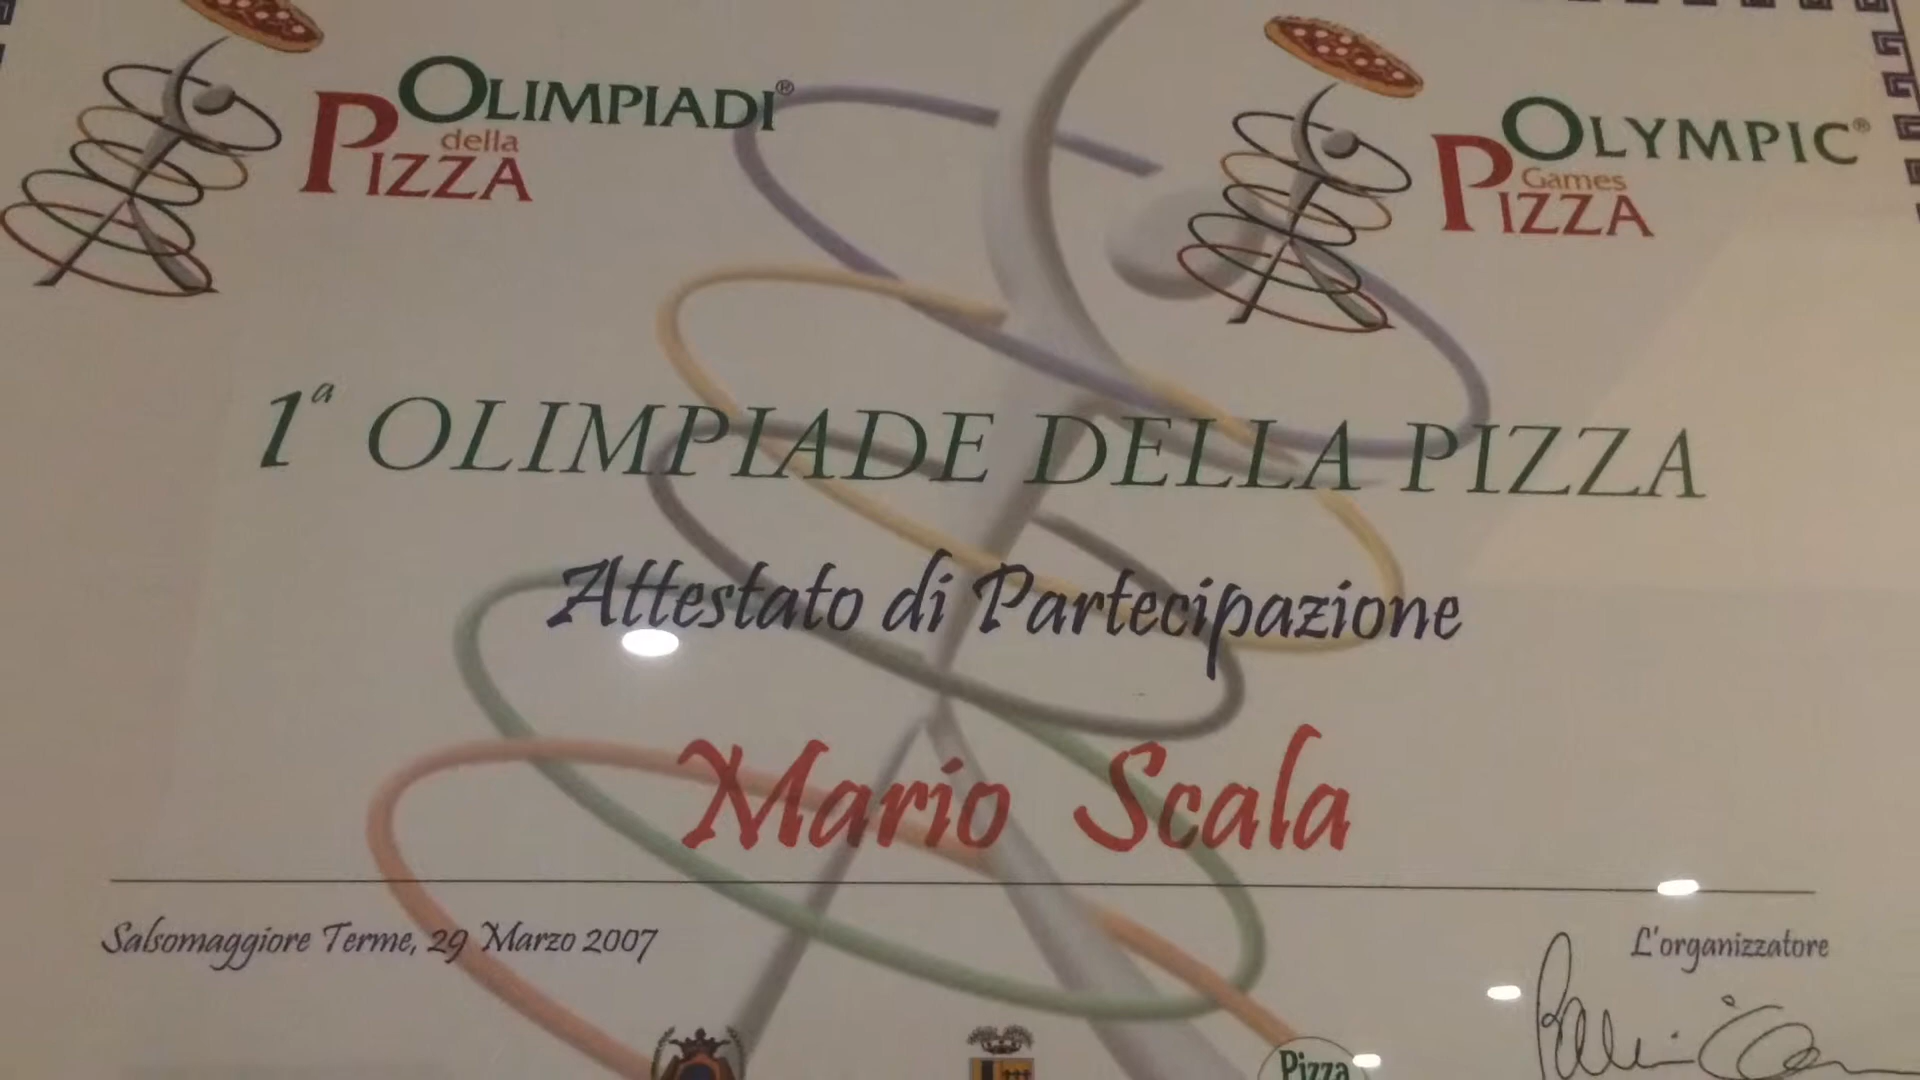 OLIMPIADI®
della
PIZZA
OLYMPIC®
Games
PIZZA
1ª OLIMPIADE DELLA PIZZA
Attestato di Partecipazione
Mario Scala
Salsomaggiore Terme, 29 Marzo 2007
L'organizzatore
Pizza